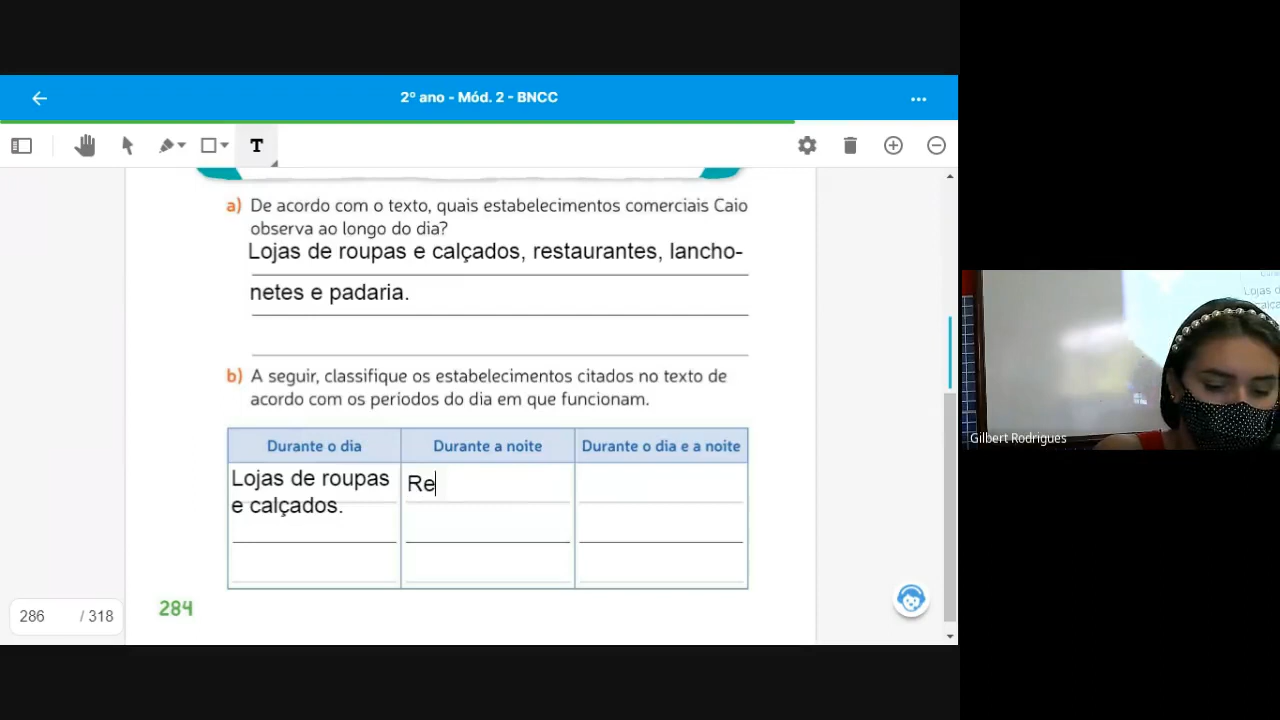 2º ano - Mód. 2 - BNCC
T
a) De acordo com o texto, quais estabelecimentos comerciais Caio
observa ao longo do dia?
Lojas de roupas e calçados, restaurantes, lancho-
netes e padaria.
b) A seguir, classifique os estabelecimentos citados no texto de
acordo com os períodos do dia em que funcionam.
Durante o dia Durante a noite Durante o dia e a noite
Lojas de roupas Re
e calçados.
284
286 / 318
Lojas d
Gilbert Rodrigues